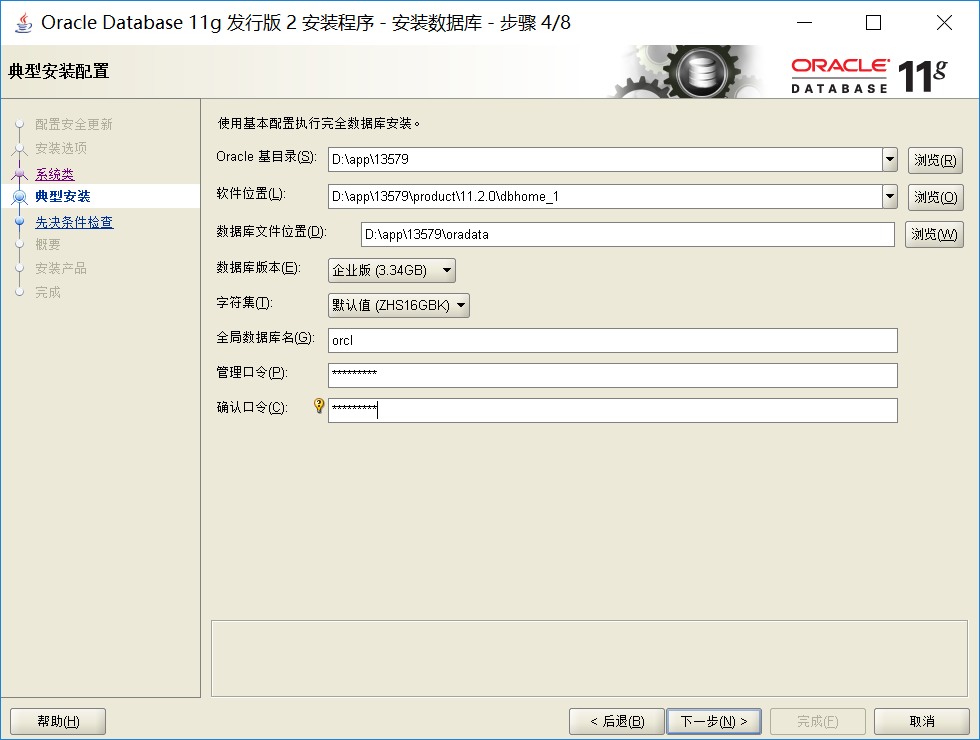 Oracle Database 11g 发行版 2 安装程序 - 安装数据库 - 步骤 4/8
典型安装配置
ORACLE
DATABASE
11g
配置安全更新
安装选项
系统类
典型安装
先决条件检查
概要
安装产品
完成
使用基本配置执行完全数据库安装。
Oracle 基目录(S): D:\app\13579 浏览(R)
软件位置(L): D:\app\13579\product\11.2.0\dbhome_1 浏览(O)
数据库文件位置(D): D:\app\13579\oradata 浏览(W)
数据库版本(E): 企业版 (3.34GB)
字符集(T): 默认值 (ZHS16GBK)
全局数据库名(G): orcl
管理口令(P): *********
确认口令(C): *********
帮助(H) < 后退(B) 下一步(N) > 完成(F) 取消